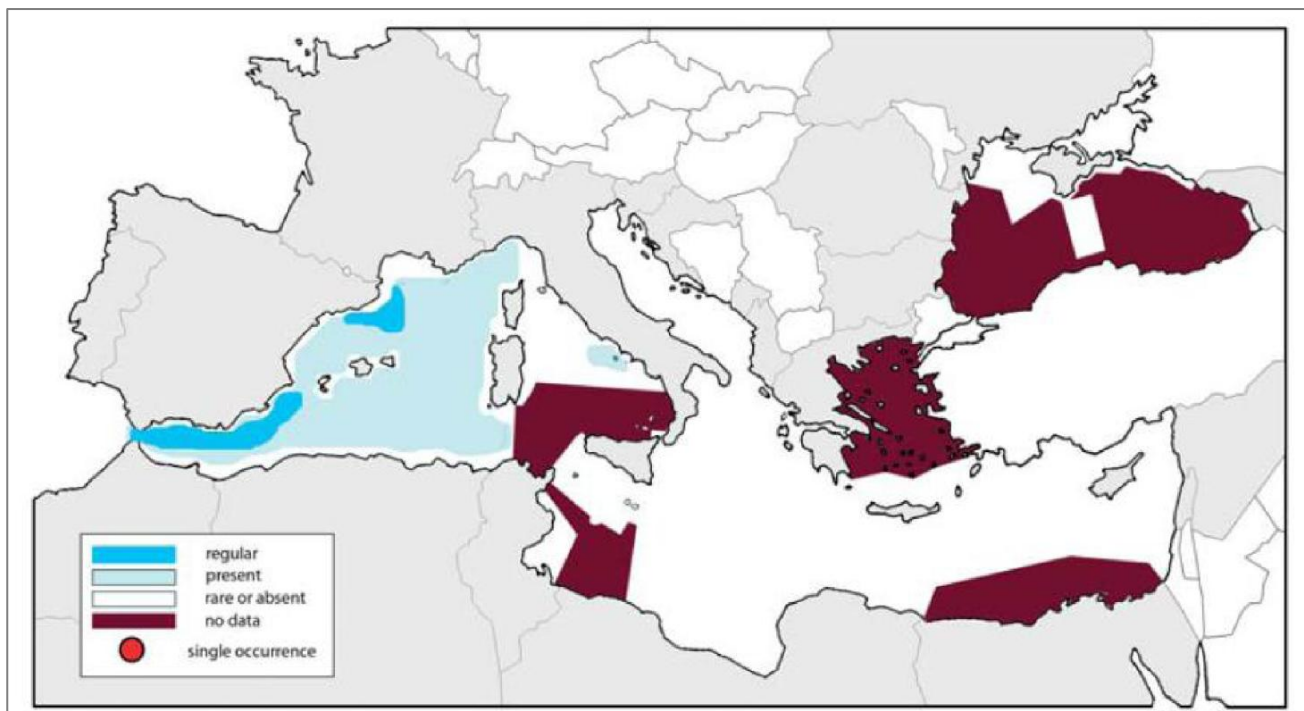 regular
present
rare or absent
no data
single occurrence